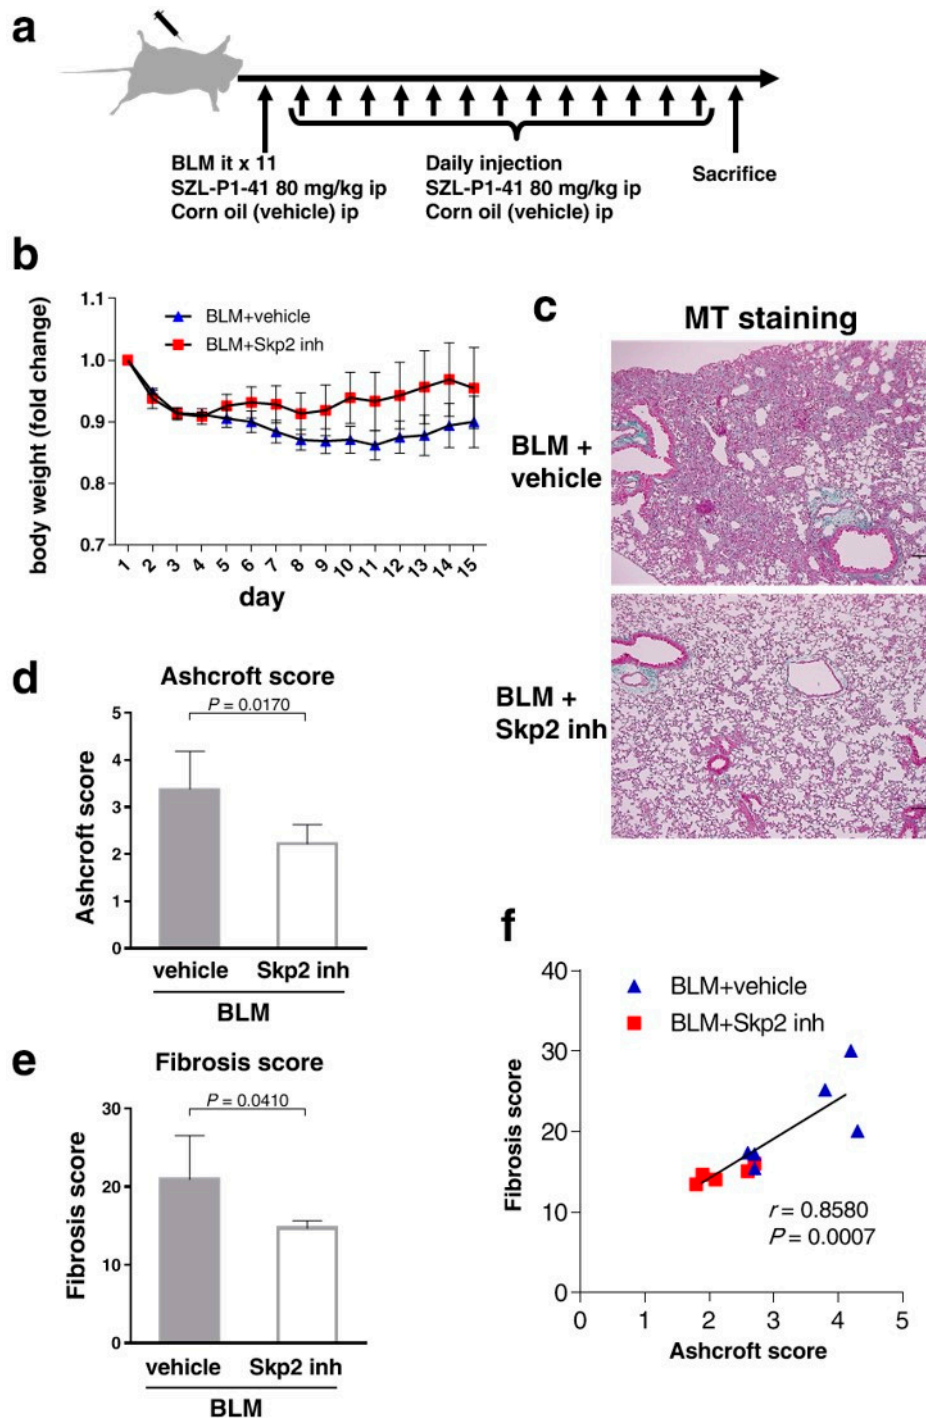 a
BLM it x 11
SZL-P1-41 80 mg/kg ip
Corn oil (vehicle) ip
Daily injection
SZL-P1-41 80 mg/kg ip
Corn oil (vehicle) ip
Sacrifice
b
body weight (fold change)
1.1
1.0
0.9
0.8
0.7
BLM+vehicle
BLM+Skp2 inh
1 2 3 4 5 6 7 8 9 10 11 12 13 14 15
day
c
MT staining
BLM +
vehicle
BLM +
Skp2 inh
d
Ashcroft score
P = 0.0170
Ashcroft score
5
4
3
2
1
0
vehicle Skp2 inh
BLM
e
Fibrosis score
P = 0.0410
Fibrosis score
30
20
10
0
vehicle Skp2 inh
BLM
f
BLM+vehicle
BLM+Skp2 inh
Fibrosis score
40
30
20
10
0
r = 0.8580
P = 0.0007
0 1 2 3 4 5
Ashcroft score